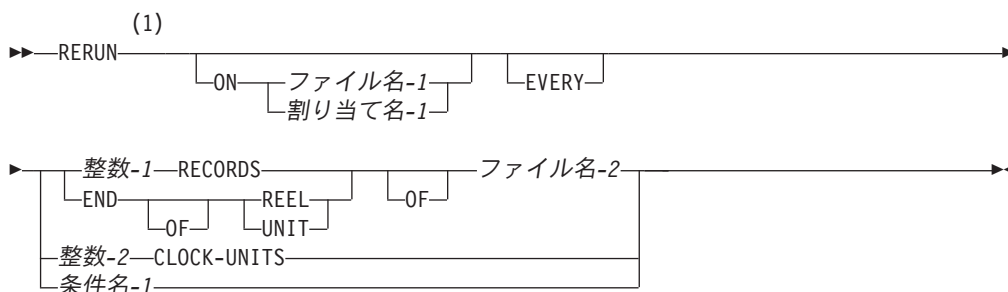 (1)
RERUN
ON ファイル名-1 EVERY
割り当て名-1
整数-1 RECORDS OF ファイル名-2
END OF REEL
UNIT
整数-2 CLOCK-UNITS
条件名-1